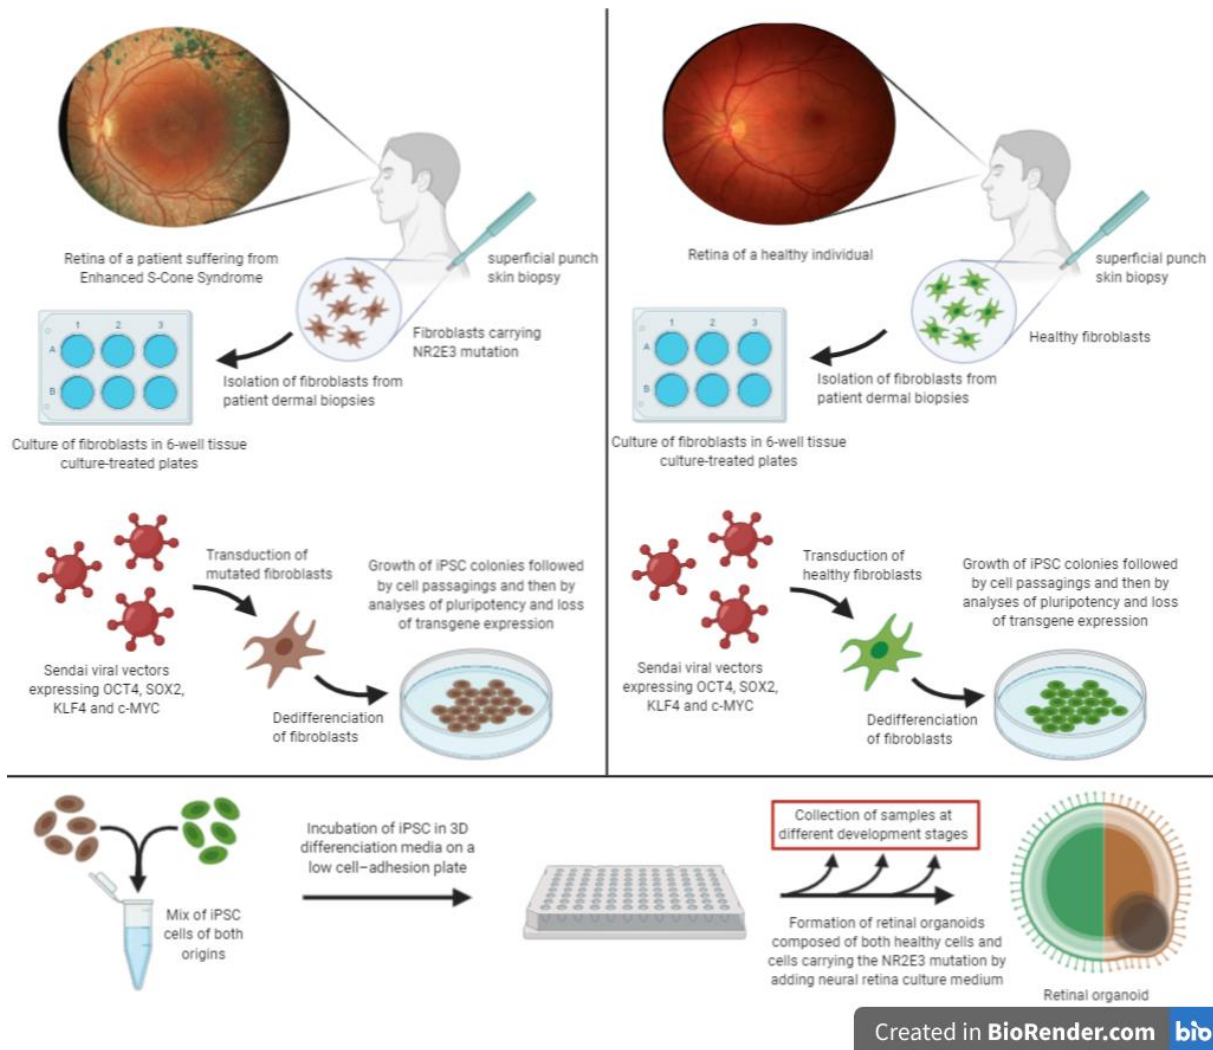 Retina of a patient suffering from
Enhanced S-Cone Syndrome
superficial punch
skin biopsy
Fibroblasts carrying
NR2E3 mutation
1 2 3
A
B
Isolation of fibroblasts from
patient dermal biopsies
Culture of fibroblasts in 6-well tissue
culture-treated plates
Transduction of
mutated fibroblasts
Growth of iPSC colonies followed
by cell passagings and then by
analyses of pluripotency and loss
of transgene expression
Sendai viral vectors
expressing OCT4, SOX2,
KLF4 and c-MYC
Dedifferenciation
of fibroblasts
Retina of a healthy individual
superficial punch
skin biopsy
Healthy fibroblasts
1 2 3
A
B
Isolation of fibroblasts from
patient dermal biopsies
Culture of fibroblasts in 6-well tissue
culture-treated plates
Transduction of
healthy fibroblasts
Growth of iPSC colonies followed
by cell passagings and then by
analyses of pluripotency and loss
of transgene expression
Sendai viral vectors
expressing OCT4, SOX2,
KLF4 and c-MYC
Dedifferenciation
of fibroblasts
Mix of iPSC
cells of both
origins
Incubation of iPSC in 3D
differenciation media on a
low cell-adhesion plate
Collection of samples at
different development stages
Formation of retinal organoids
composed of both healthy cells and
cells carrying the NR2E3 mutation by
adding neural retina culture medium
Retinal organoid
Created in BioRender.com bio